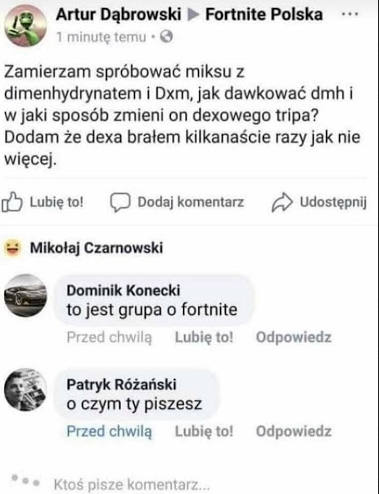 Artur Dąbrowski ▶ Fortnite Polska ...
1 minutę temu ·
Zamierzam spróbować miksu z
dimenhydrynatem i Dxm, jak dawkować dmh i
w jaki sposób zmieni on dexowego tripa?
Dodam że dexa brałem kilkanaście razy jak nie
więcej.
Lubię to! Dodaj komentarz Udostępnij
Mikołaj Czarnowski
Dominik Konecki
to jest grupa o fortnite
Przed chwilą Lubię to! Odpowiedz
Patryk Różański
o czym ty piszesz
Przed chwilą Lubię to! Odpowiedz
Ktoś pisze komentarz...